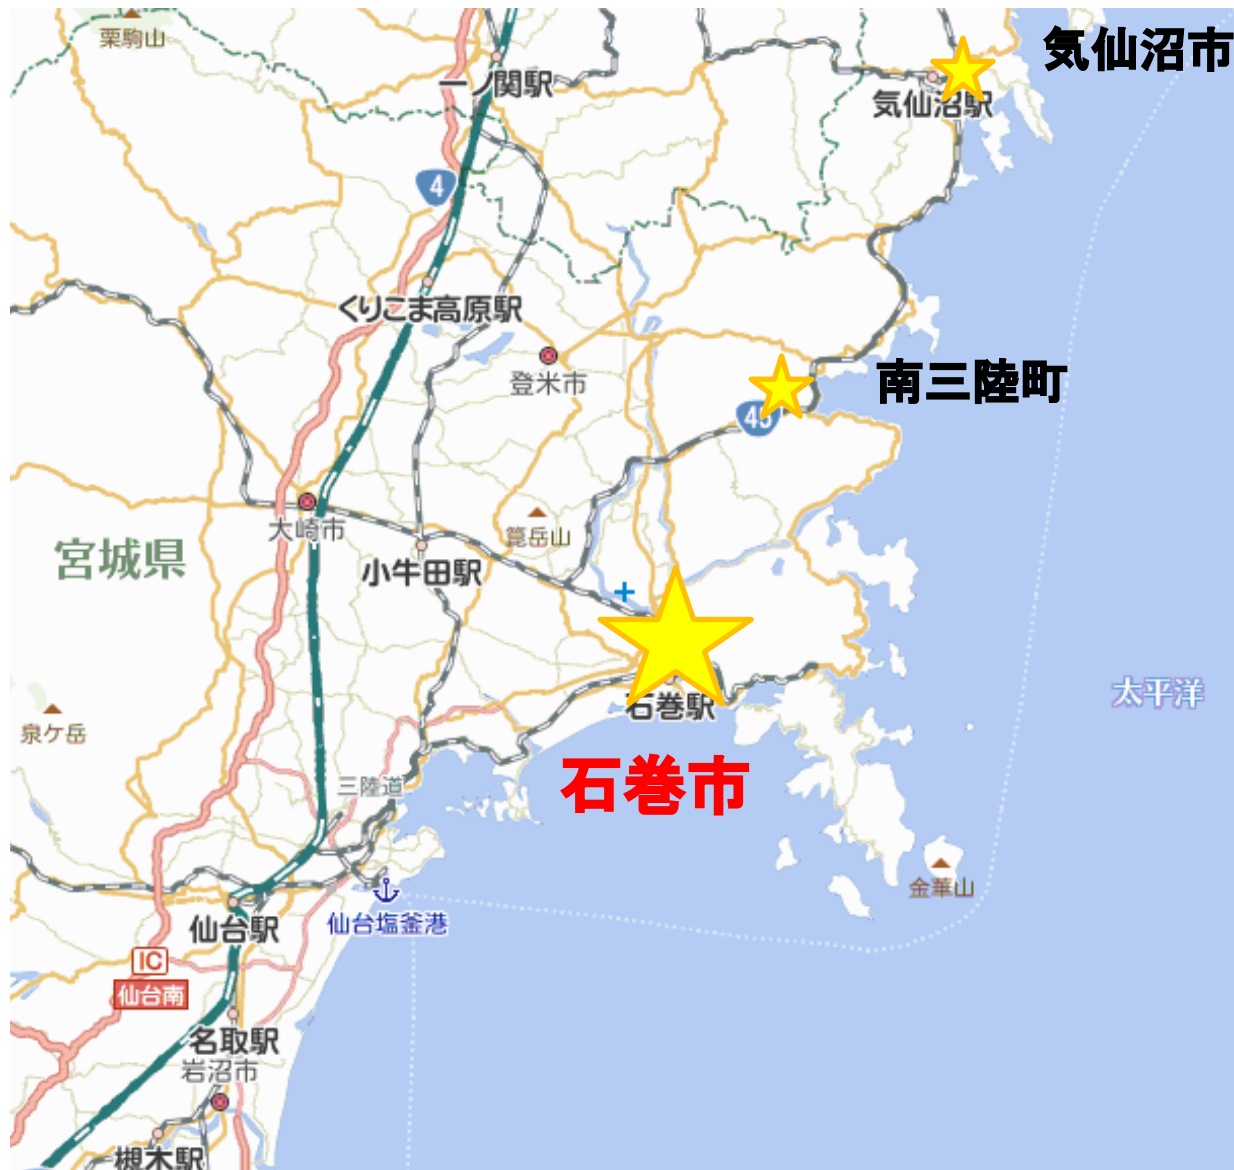 栗駒山
気仙沼市
一ノ関駅
気仙沼駅
4
くりこま高原駅
登米市
南三陸町
45
大崎市
箆岳山
宮城県
小牛田駅
石巻駅
太平洋
泉ケ岳
石巻市
三陸道
金華山
仙台駅
仙台塩釜港
IC
仙台南
名取駅
岩沼市
槻木駅